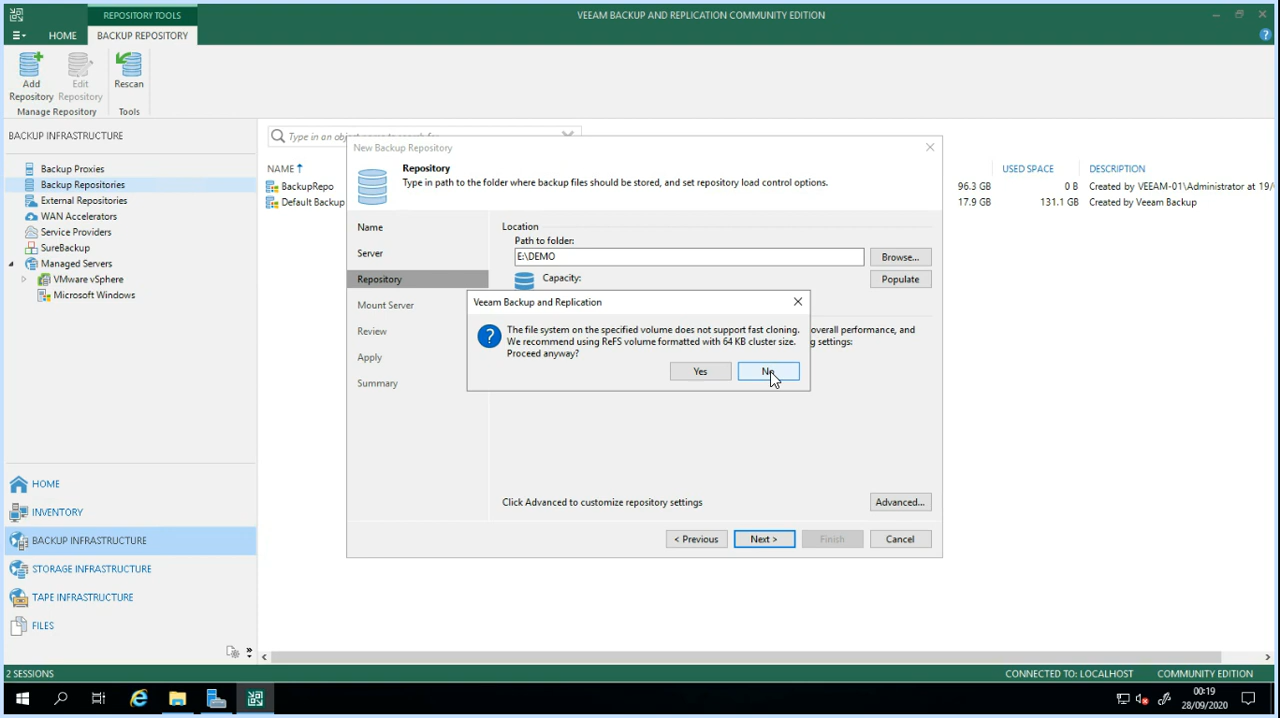 REPOSITORY TOOLS
VEEAM BACKUP AND REPLICATION COMMUNITY EDITION
HOME
BACKUP REPOSITORY
Add
Repository
Edit
Repository
Rescan
Manage Repository
Tools
BACKUP INFRASTRUCTURE
Backup Proxies
Backup Repositories
External Repositories
WAN Accelerators
Service Providers
SureBackup
Managed Servers
VMware vSphere
Microsoft Windows
HOME
INVENTORY
BACKUP INFRASTRUCTURE
STORAGE INFRASTRUCTURE
TAPE INFRASTRUCTURE
FILES
Type in an
NAME
USED SPACE
DESCRIPTION
BackupRepo
96.3 GB
0 B
Created by VEEAM-01\Administrator at 19/
Default Backup
17.9 GB
131.1 GB
Created by Veeam Backup
New Backup Repository
Repository
Type in path to the folder where backup files should be stored, and set repository load control options.
Name
Server
Repository
Mount Server
Review
Apply
Summary
Location
Path to folder:
E:\DEMO
Browse...
Capacity:
Populate
overall performance, and
settings:
Veeam Backup and Replication
The file system on the specified volume does not support fast cloning.
We recommend using ReFS volume formatted with 64 KB cluster size.
Proceed anyway?
Yes
No
Click Advanced to customize repository settings
Advanced...
< Previous
Next >
Finish
Cancel
2 SESSIONS
CONNECTED TO: LOCALHOST
COMMUNITY EDITION
00:19
28/09/2020